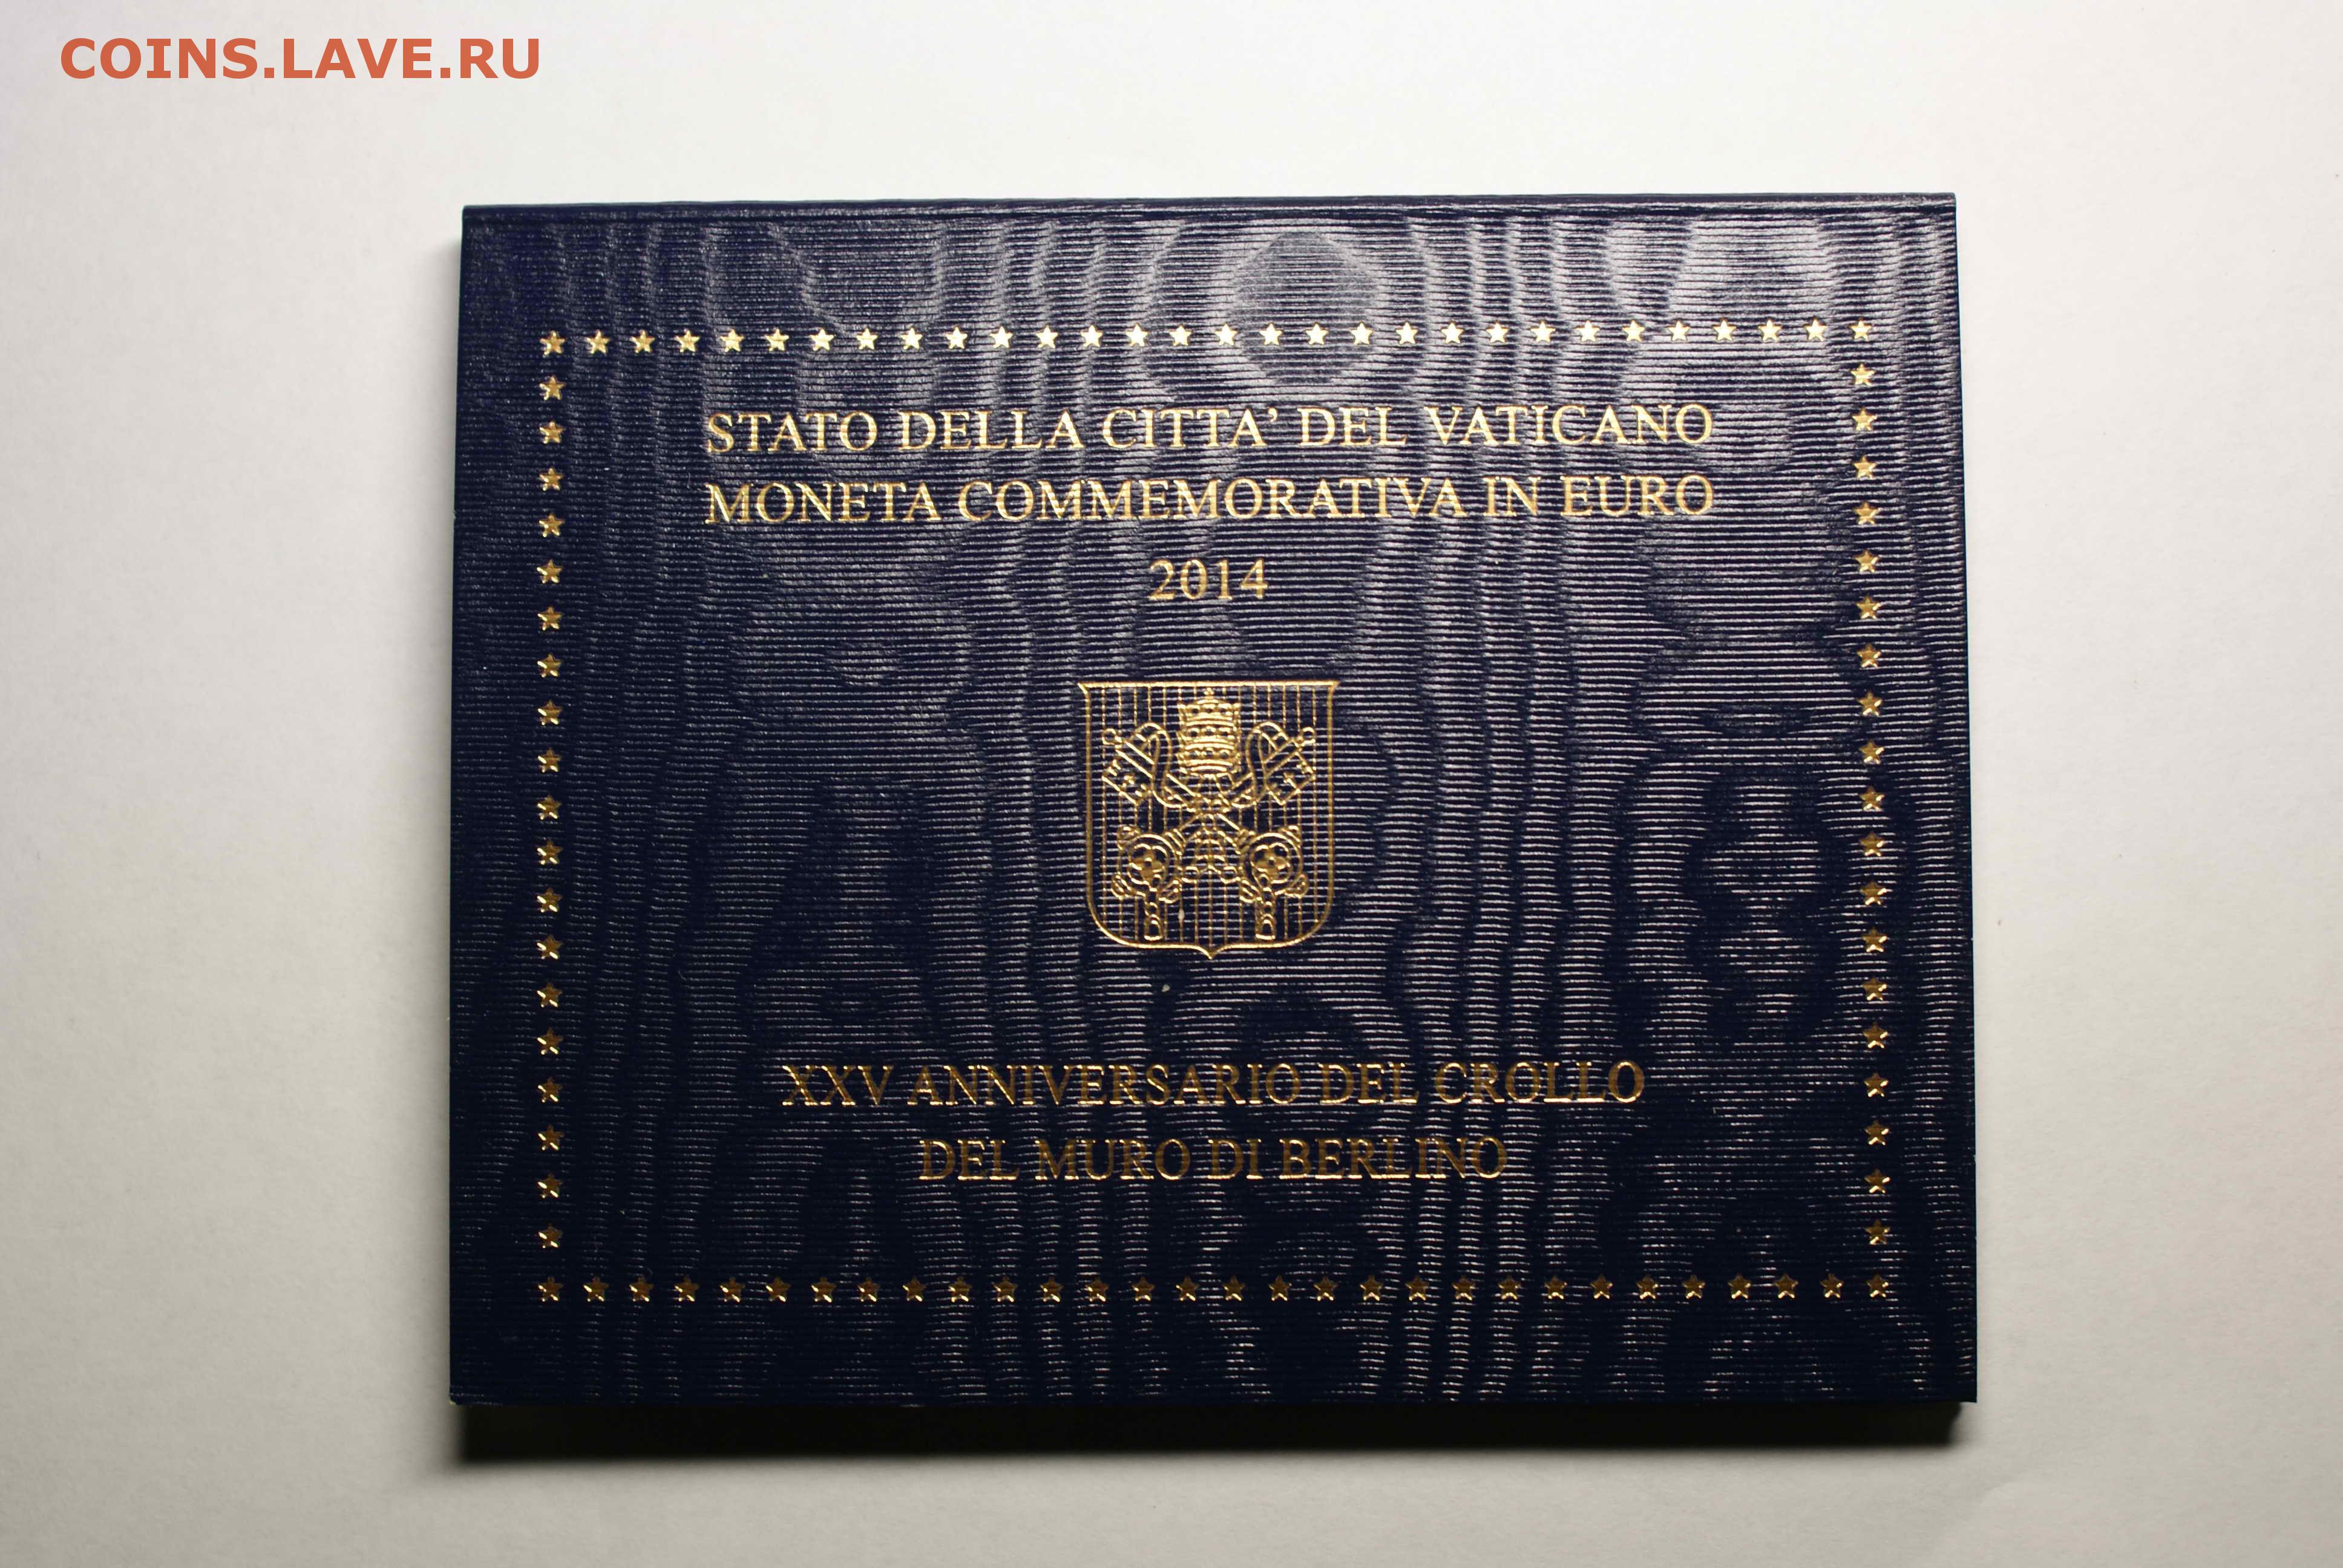 COINS.LAVE.RU
STATO DELLA CITTA' DEL VATICANO
MONETA COMMEMORATIVA IN EURO
2014
XXV ANNIVERSARIO DEL CROLLO
DEL MURO DI BERLINO